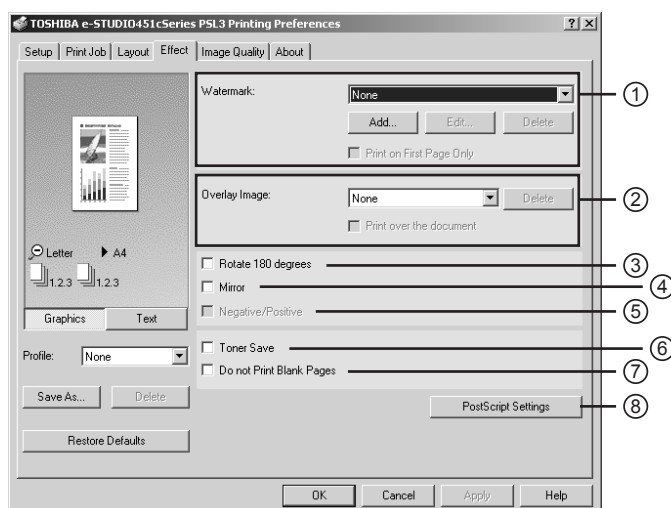 TOSHIBA e-STUDIO451cSeries PSL3 Printing Preferences
Setup Print Job Layout Effect Image Quality About
Watermark: None 1
Add... Edit... Delete
Print on First Page Only
Overlay Image: None Delete 2
Print over the document
Letter A4
1.2.3 1.2.3
Graphics Text
Rotate 180 degrees 3
Mirror 4
Negative/Positive 5
Profile: None
Toner Save 6
Do not Print Blank Pages 7
Save As... Delete
PostScript Settings 8
Restore Defaults
OK Cancel Apply Help